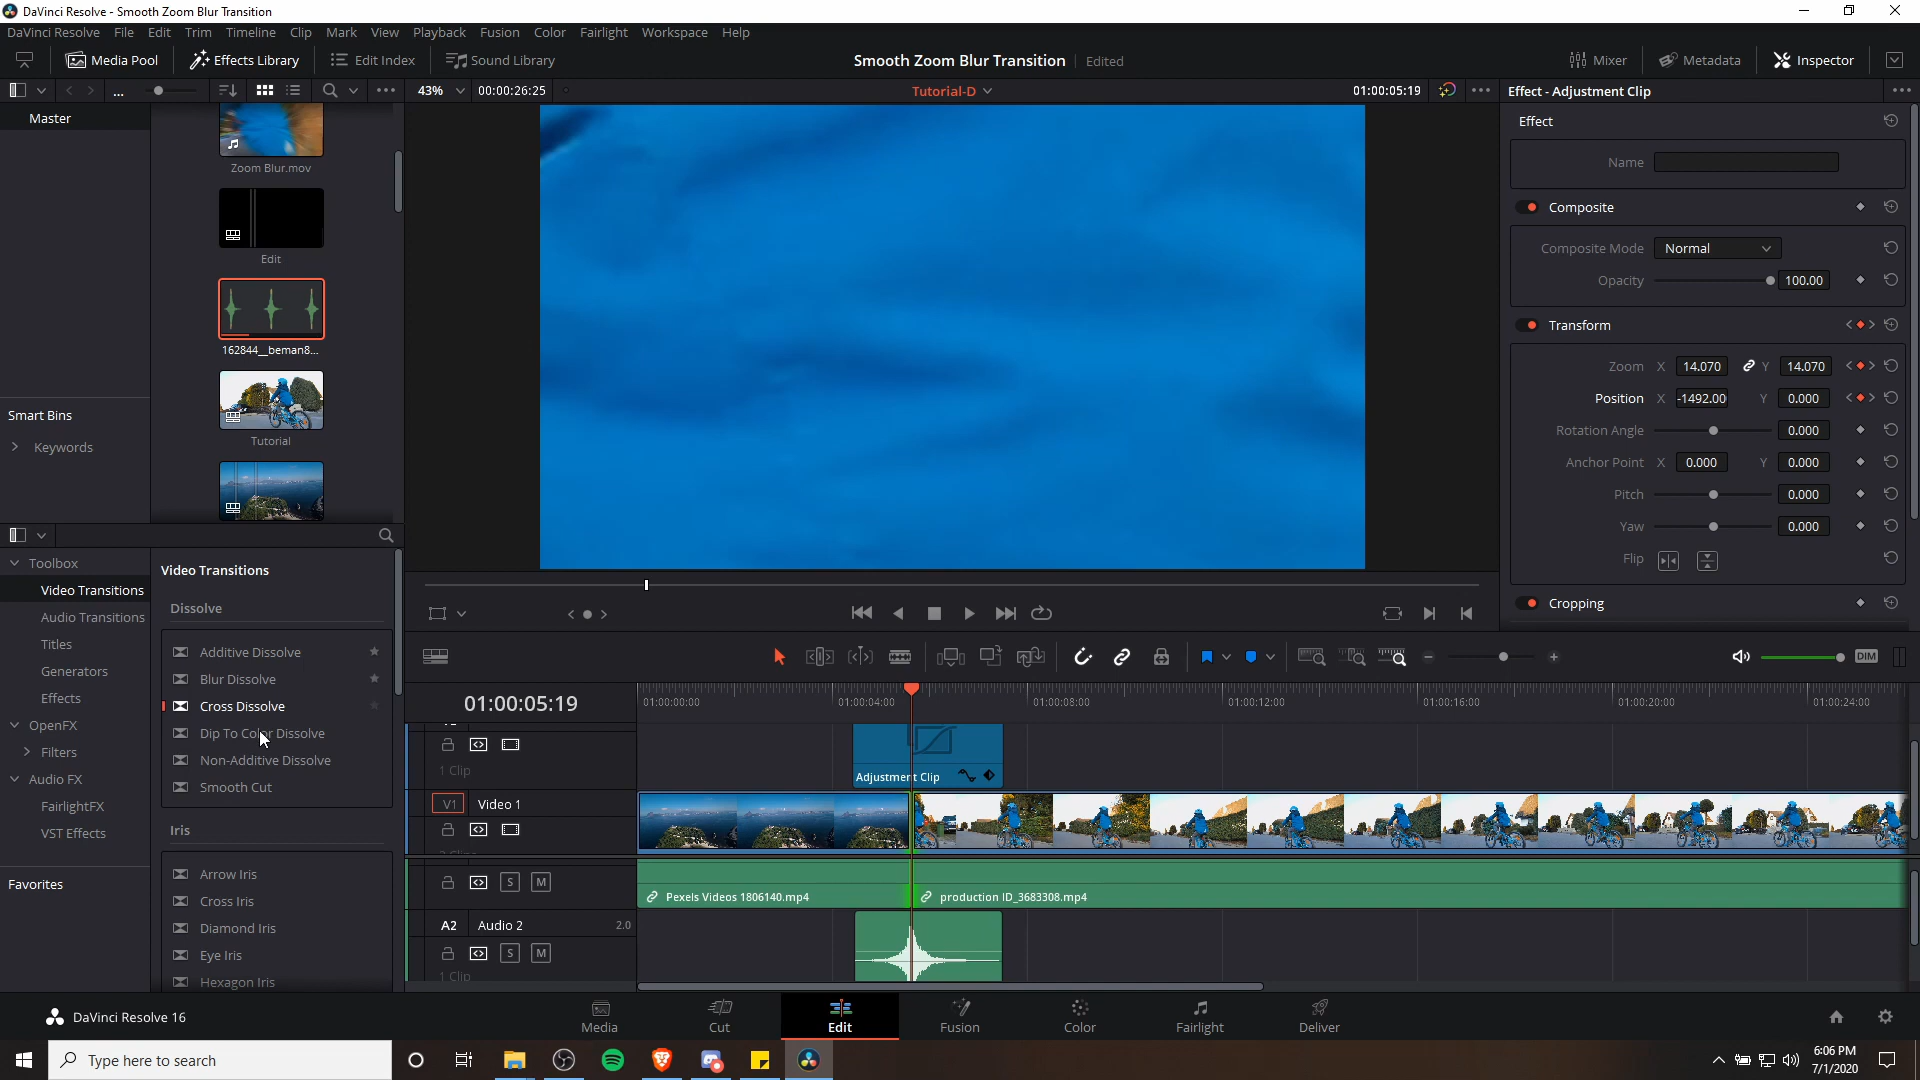 DaVinci Resolve - Smooth Zoom Blur Transition
DaVinci Resolve File Edit Trim Timeline Clip Mark View Playback Fusion Color Fairlight Workspace Help
Media Pool Effects Library Edit Index Sound Library Smooth Zoom Blur Transition Edited Mixer Metadata Inspector
43% 00:00:26:25 Tutorial-D 01:00:05:19 Effect - Adjustment Clip
Master
Zoom Blur.mov
Edit
162844__beman8...
Tutorial
Smart Bins
Keywords
Effect
Name
Composite
Composite Mode Normal
Opacity 100.00
Transform
Zoom X 14.070 Y 14.070
Position X -1492.00 Y 0.000
Rotation Angle 0.000
Anchor Point X 0.000 Y 0.000
Pitch 0.000
Yaw 0.000
Flip
Cropping
Toolbox
Video Transitions
Audio Transitions
Titles
Generators
Effects
OpenFX
Filters
Audio FX
FairlightFX
VST Effects
Favorites
Video Transitions
Dissolve
Additive Dissolve
Blur Dissolve
Cross Dissolve
Dip To Color Dissolve
Non-Additive Dissolve
Smooth Cut
Iris
Arrow Iris
Cross Iris
Diamond Iris
Eye Iris
Hexagon Iris
DIM
01:00:05:19 01:00:00:00 01:00:04:00 01:00:08:00 01:00:12:00 01:00:16:00 01:00:20:00 01:00:24:00
1 Clip
Adjustment Clip
V1 Video 1
S M
Pexels Videos 1806140.mp4 production ID_3683308.mp4
A2 Audio 2 2.0
S M
1 Clip
DaVinci Resolve 16
Media Cut Edit Fusion Color Fairlight Deliver
Type here to search
6:06 PM
7/1/2020